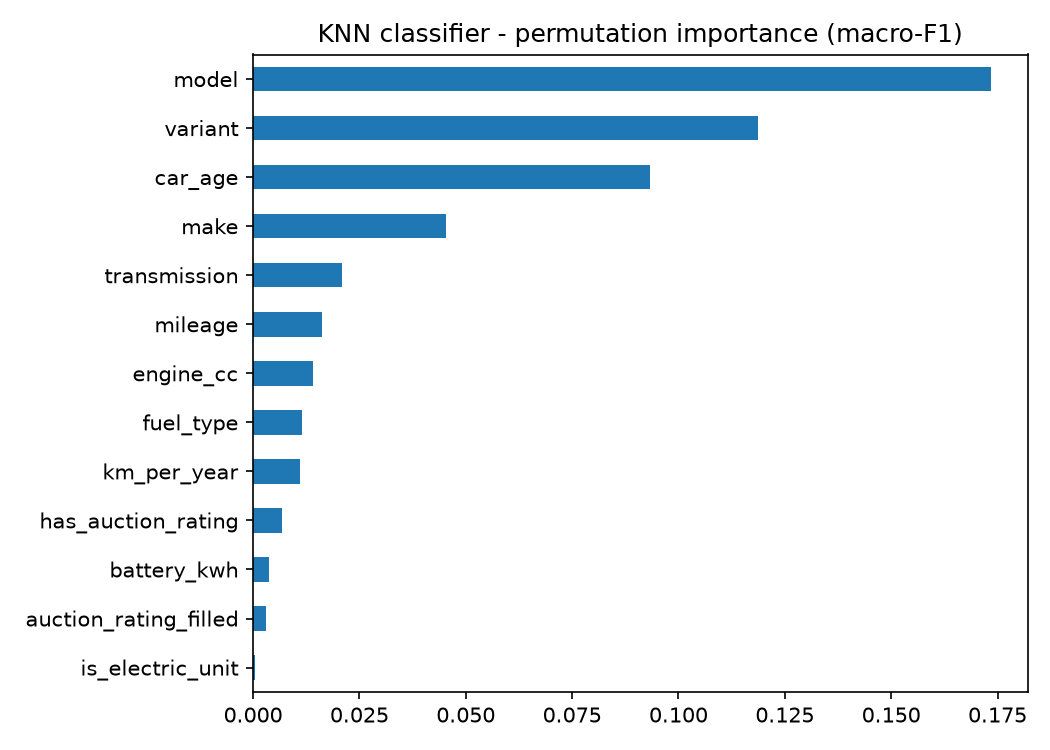 KNN classifier - permutation importance (macro-F1)
model
variant
car_age
make
transmission
mileage
engine_cc
fuel_type
km_per_year
has_auction_rating
battery_kwh
auction_rating_filled
is_electric_unit
0.000 0.025 0.050 0.075 0.100 0.125 0.150 0.175